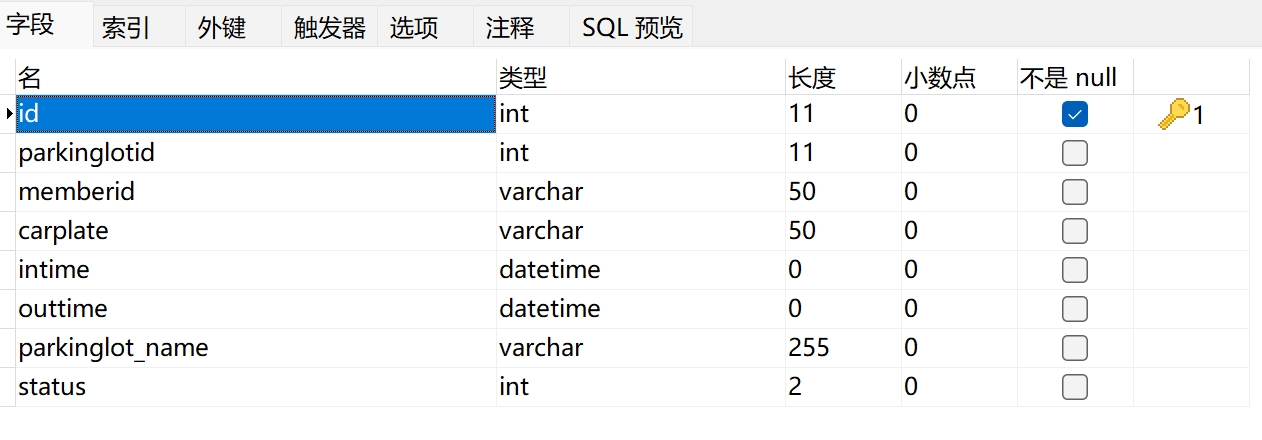 字段 索引 外键 触发器 选项 注释 SQL 预览
名 类型 长度 小数点 不是 null
id int 11 0 1
parkinglotid int 11 0
memberid varchar 50 0
carplate varchar 50 0
intime datetime 0 0
outtime datetime 0 0
parkinglot_name varchar 255 0
status int 2 0